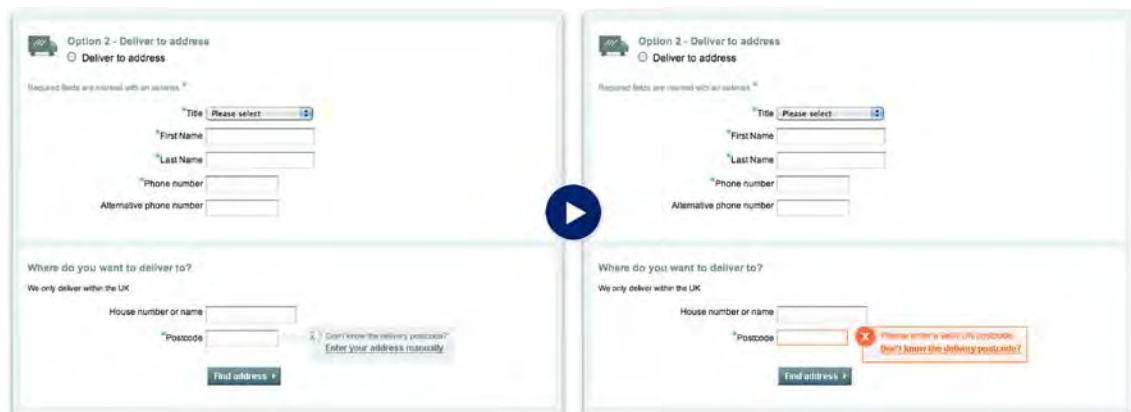 Option 2 - Deliver to address
Deliver to address
Required fields are marked with an asterisk *
*Title Please select
*First Name
*Last Name
*Phone number
Alternative phone number
Where do you want to deliver to?
We only deliver within the UK
House number or name
*Postcode
Don't know the delivery postcode?
Enter your address manually
Find address
Option 2 - Deliver to address
Deliver to address
Required fields are marked with an asterisk *
*Title Please select
*First Name
*Last Name
*Phone number
Alternative phone number
Where do you want to deliver to?
We only deliver within the UK
House number or name
*Postcode
X Please enter a valid UK postcode
Don't know the delivery postcode?
Find address